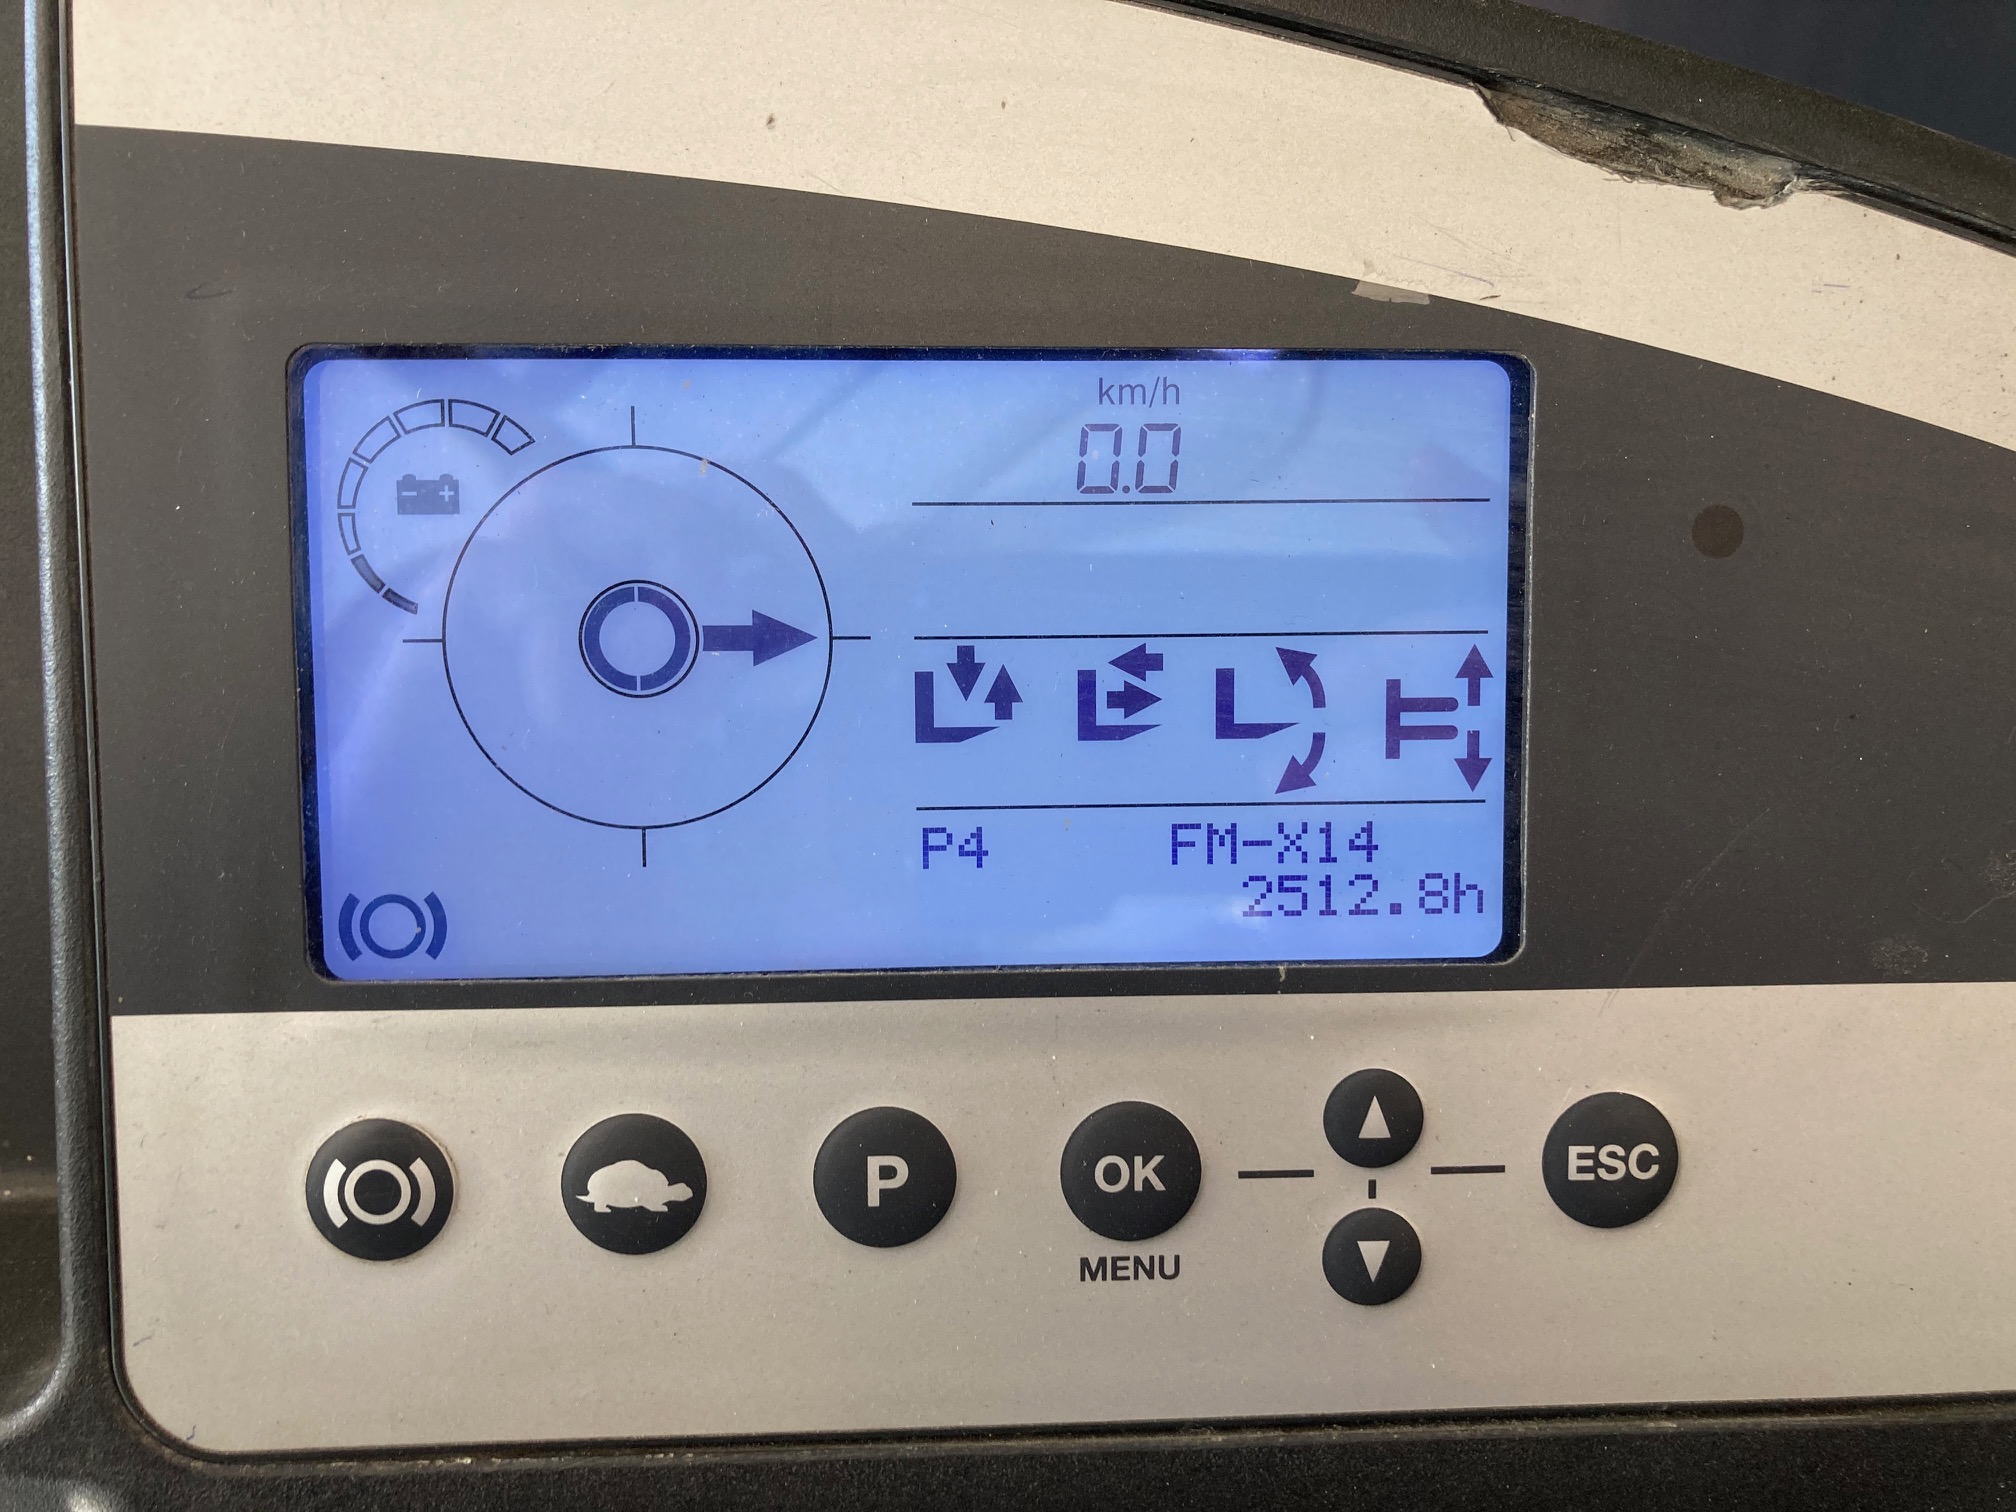 km/h
0.0
P4 FM-X14
2512.8h
P OK ESC
MENU